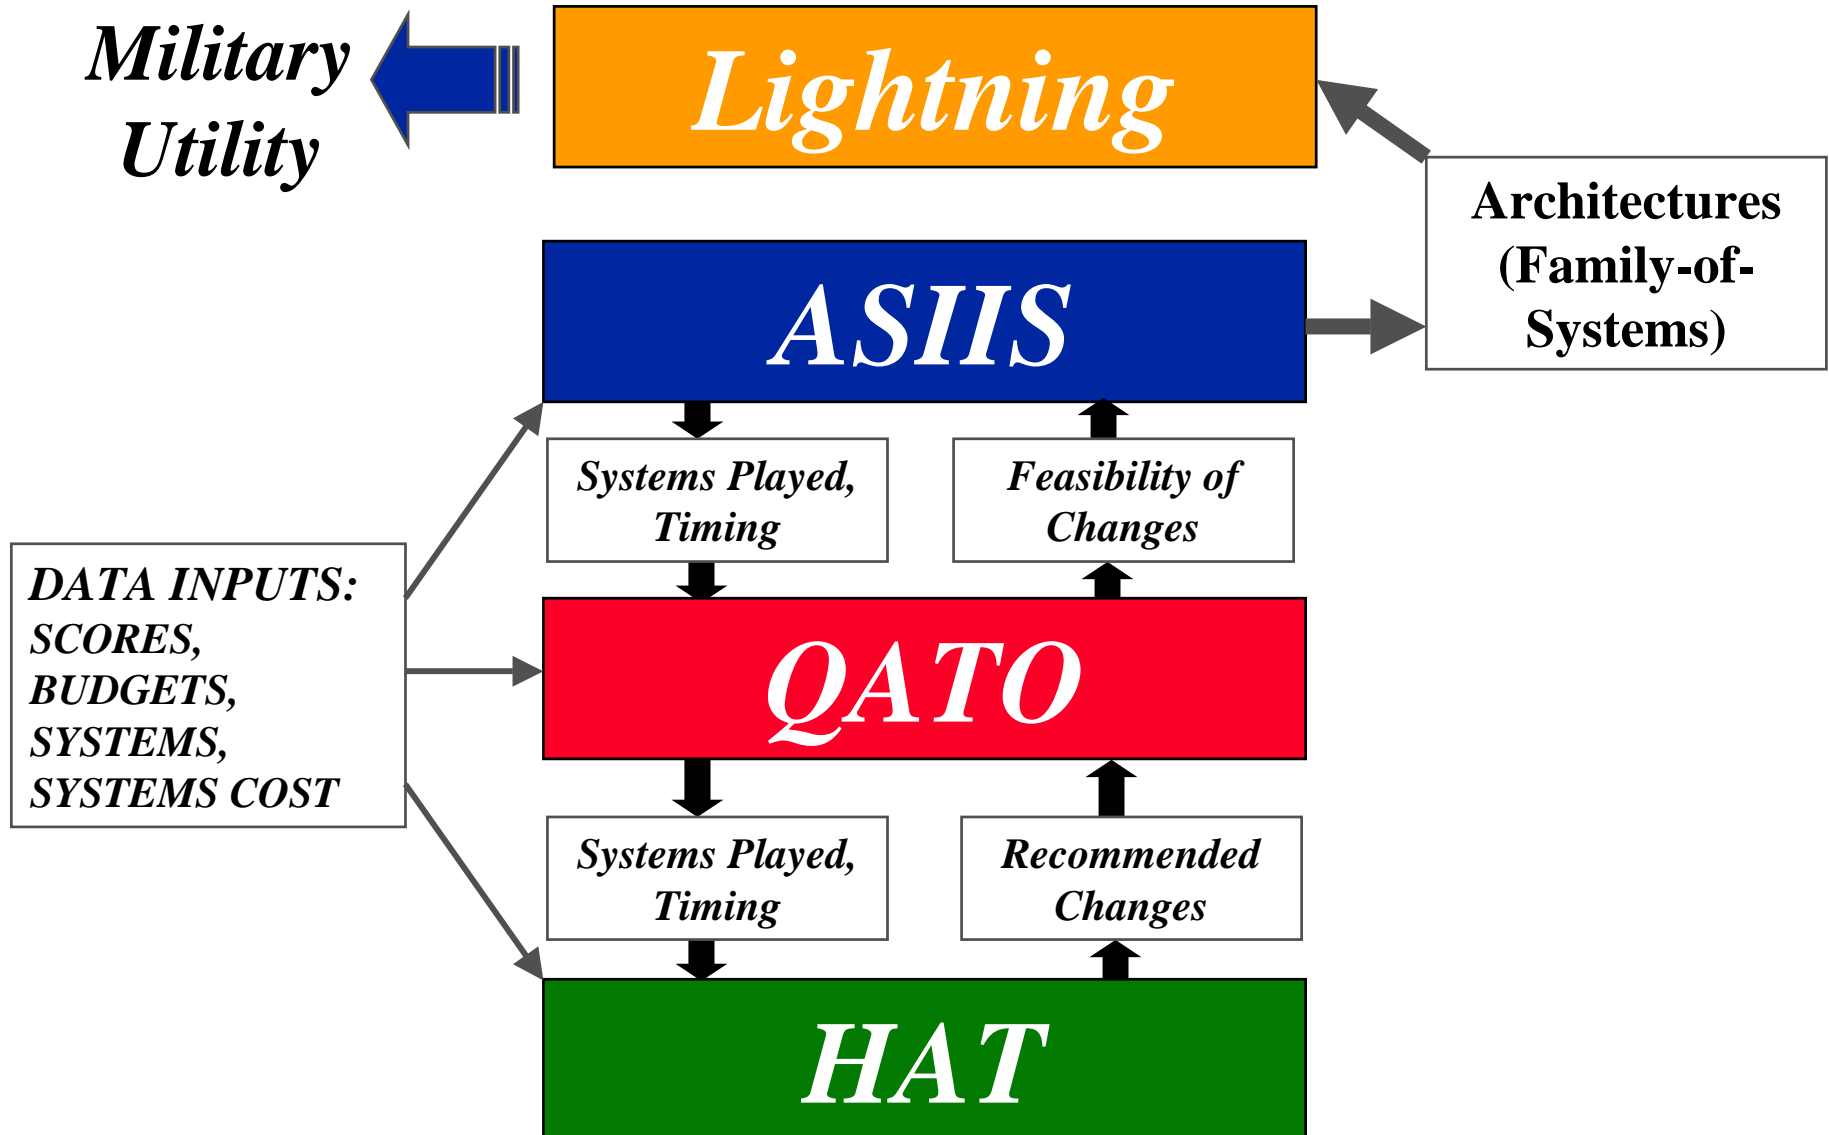 Military
Utility
Lightning
Architectures
(Family-of-
Systems)
ASIIS
Systems Played,
Timing
Feasibility of
Changes
DATA INPUTS:
SCORES,
BUDGETS,
SYSTEMS,
SYSTEMS COST
QATO
Systems Played,
Timing
Recommended
Changes
HAT